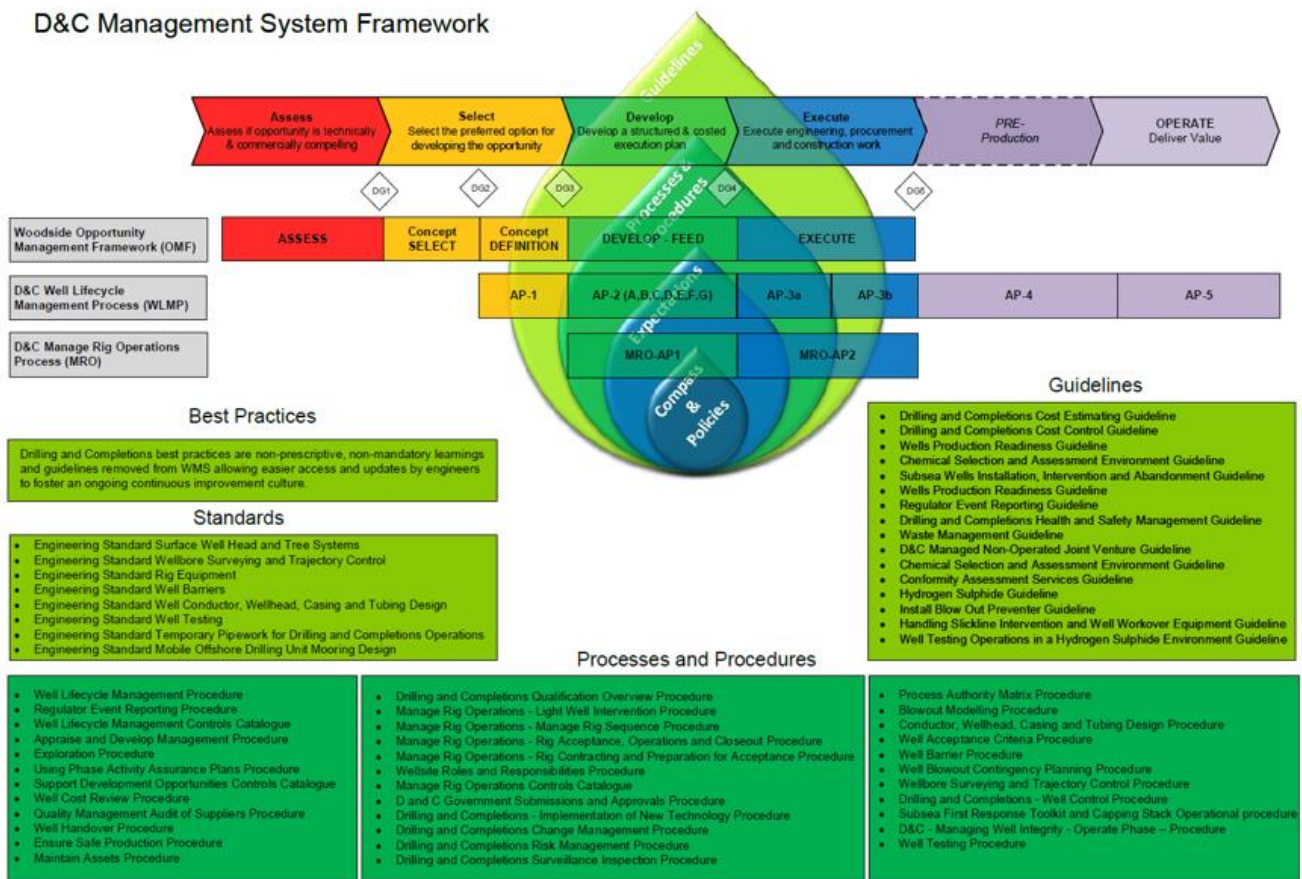 D&C Management System Framework
Guidelines
Assess
Assess if opportunity is technically
& commercially compelling
Select
Select the preferred option for
developing the opportunity
Develop
Develop a structured & costed
execution plan
Execute
Execute engineering, procurement
and construction work
PRE-
Production
OPERATE
Deliver Value
DG1
DG2
DG3
DG4
DG5
Processes &
Procedures
Woodside Opportunity
Management Framework (OMF)
ASSESS
Concept
SELECT
Concept
DEFINITION
DEVELOP - FEED
EXECUTE
D&C Well Lifecycle
Management Process (WLMP)
AP-1
AP-2 (A,B,C,D,E,F,G)
AP-3a
AP-3b
AP-4
AP-5
Expectations
D&C Manage Rig Operations
Process (MRO)
MRO-AP1
MRO-AP2
Compass
&
Policies
Best Practices
Drilling and Completions best practices are non-prescriptive, non-mandatory learnings
and guidelines removed from WMS allowing easier access and updates by engineers
to foster an ongoing continuous improvement culture.
Standards
• Engineering Standard Surface Well Head and Tree Systems
• Engineering Standard Wellbore Surveying and Trajectory Control
• Engineering Standard Rig Equipment
• Engineering Standard Well Barriers
• Engineering Standard Well Conductor, Wellhead, Casing and Tubing Design
• Engineering Standard Well Testing
• Engineering Standard Temporary Pipework for Drilling and Completions Operations
• Engineering Standard Mobile Offshore Drilling Unit Mooring Design
Guidelines
• Drilling and Completions Cost Estimating Guideline
• Drilling and Completions Cost Control Guideline
• Wells Production Readiness Guideline
• Chemical Selection and Assessment Environment Guideline
• Subsea Wells Installation, Intervention and Abandonment Guideline
• Wells Production Readiness Guideline
• Regulator Event Reporting Guideline
• Drilling and Completions Health and Safety Management Guideline
• Waste Management Guideline
• D&C Managed Non-Operated Joint Venture Guideline
• Chemical Selection and Assessment Environment Guideline
• Conformity Assessment Services Guideline
• Hydrogen Sulphide Guideline
• Install Blow Out Preventer Guideline
• Handling Slickline Intervention and Well Workover Equipment Guideline
• Well Testing Operations in a Hydrogen Sulphide Environment Guideline
Processes and Procedures
• Well Lifecycle Management Procedure
• Regulator Event Reporting Procedure
• Well Lifecycle Management Controls Catalogue
• Appraise and Develop Management Procedure
• Exploration Procedure
• Using Phase Activity Assurance Plans Procedure
• Support Development Opportunities Controls Catalogue
• Well Cost Review Procedure
• Quality Management Audit of Suppliers Procedure
• Well Handover Procedure
• Ensure Safe Production Procedure
• Maintain Assets Procedure
• Drilling and Completions Qualification Overview Procedure
• Manage Rig Operations - Light Well Intervention Procedure
• Manage Rig Operations - Manage Rig Sequence Procedure
• Manage Rig Operations - Rig Acceptance, Operations and Closeout Procedure
• Manage Rig Operations - Rig Contracting and Preparation for Acceptance Procedure
• Wellsite Roles and Responsibilities Procedure
• Manage Rig Operations Controls Catalogue
• D and C Government Submissions and Approvals Procedure
• Drilling and Completions - Implementation of New Technology Procedure
• Drilling and Completions Change Management Procedure
• Drilling and Completions Risk Management Procedure
• Drilling and Completions Surveillance Inspection Procedure
• Process Authority Matrix Procedure
• Blowout Modelling Procedure
• Conductor, Wellhead, Casing and Tubing Design Procedure
• Well Acceptance Criteria Procedure
• Well Barrier Procedure
• Well Blowout Contingency Planning Procedure
• Wellbore Surveying and Trajectory Control Procedure
• Drilling and Completions - Well Control Procedure
• Subsea First Response Toolkit and Capping Stack Operational procedure
• D&C - Managing Well Integrity - Operate Phase – Procedure
• Well Testing Procedure